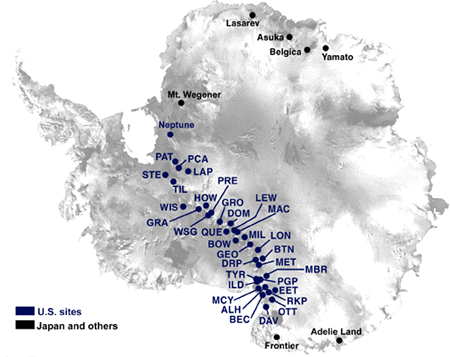 Lasarev
Asuka
Belgica
Yamato
Mt. Wegener
Neptune
PAT
PCA
STE
LAP
TIL
PRE
WIS
HOW
GRO
LEW
DOM
MAC
GRA
WSG
QUE
MIL
LON
BOW
GEO
BTN
DRP
MET
TYR
MBR
ILD
PGP
EET
MCY
RKP
ALH
OTT
BEC
DAV
U.S. sites
Japan and others
Frontier
Adelie Land